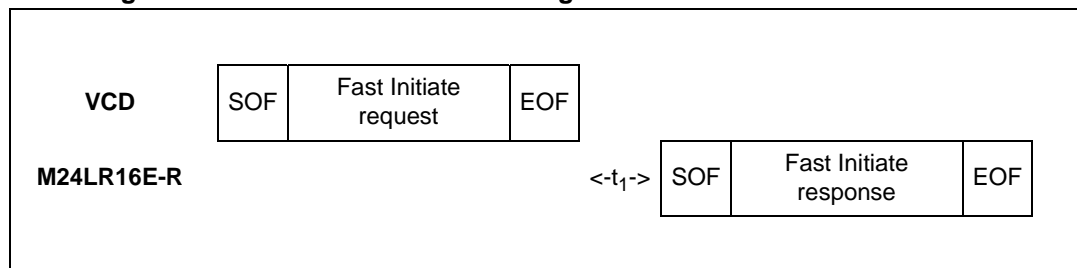 VCD SOF Fast Initiate request EOF
M24LR16E-R <-t1-> SOF Fast Initiate response EOF